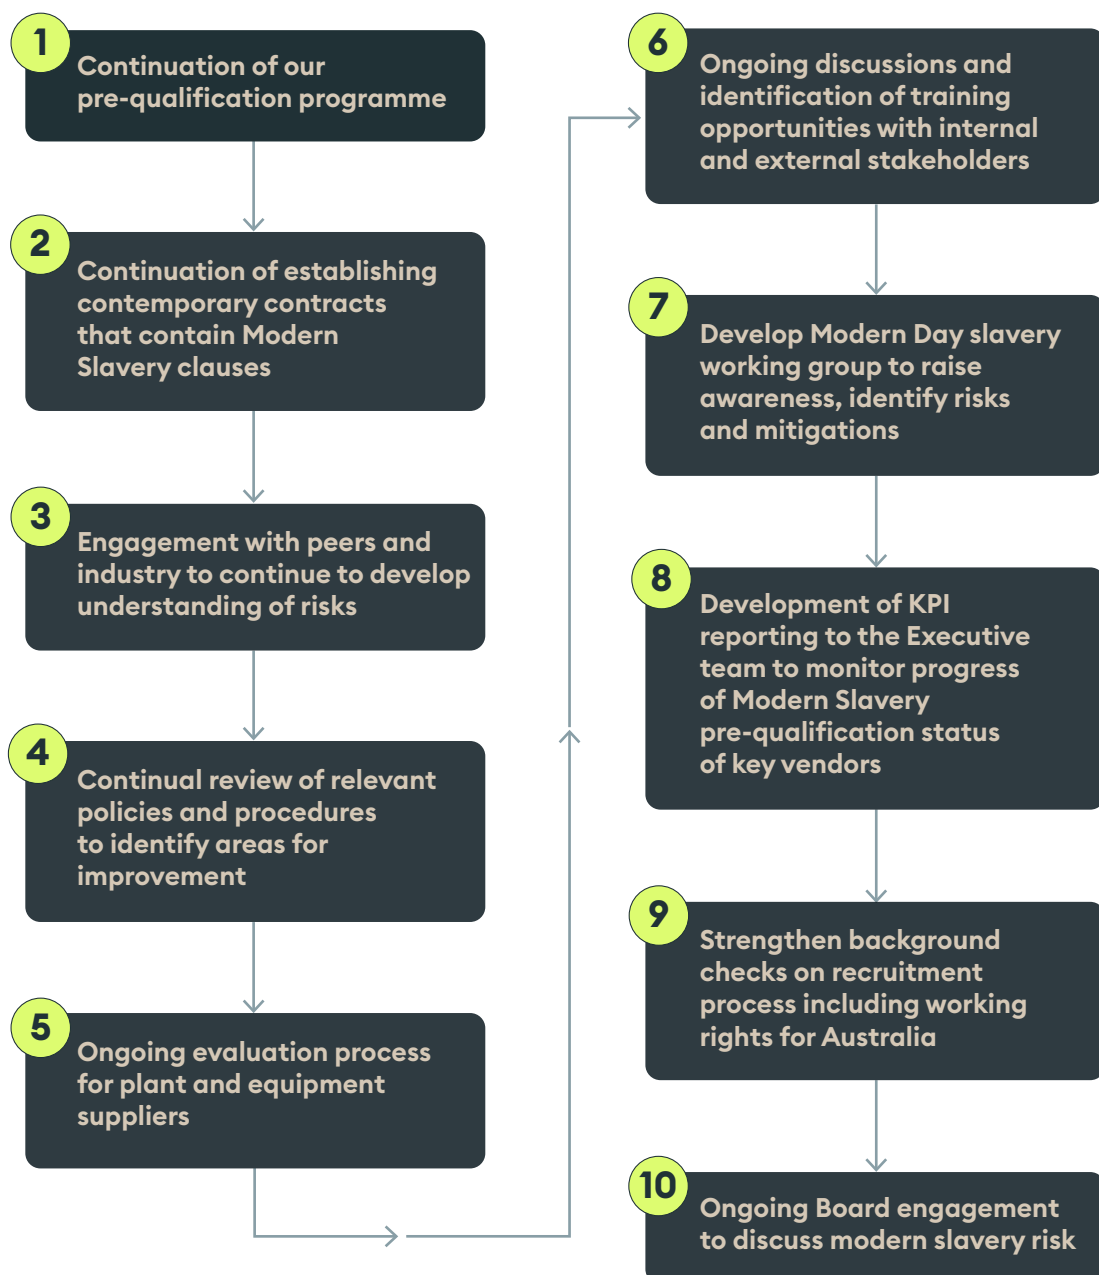 1
Continuation of our
pre-qualification programme
2
Continuation of establishing
contemporary contracts
that contain Modern
Slavery clauses
3
Engagement with peers and
industry to continue to develop
understanding of risks
4
Continual review of relevant
policies and procedures
to identify areas for
improvement
5
Ongoing evaluation process
for plant and equipment
suppliers
6
Ongoing discussions and
identification of training
opportunities with internal
and external stakeholders
7
Develop Modern Day slavery
working group to raise
awareness, identify risks
and mitigations
8
Development of KPI
reporting to the Executive
team to monitor progress
of Modern Slavery
pre-qualification status
of key vendors
9
Strengthen background
checks on recruitment
process including working
rights for Australia
10
Ongoing Board engagement
to discuss modern slavery risk